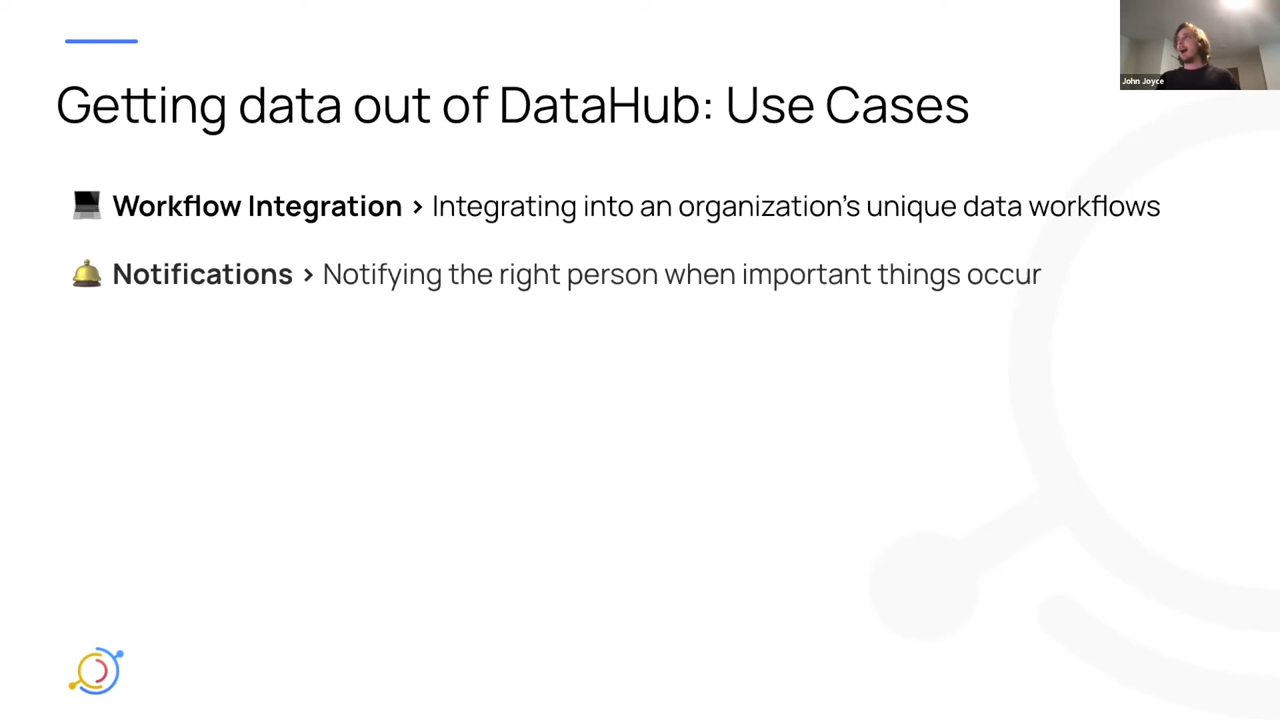 John Joyce
Getting data out of DataHub: Use Cases
Workflow Integration > Integrating into an organization’s unique data workflows
Notifications > Notifying the right person when important things occur